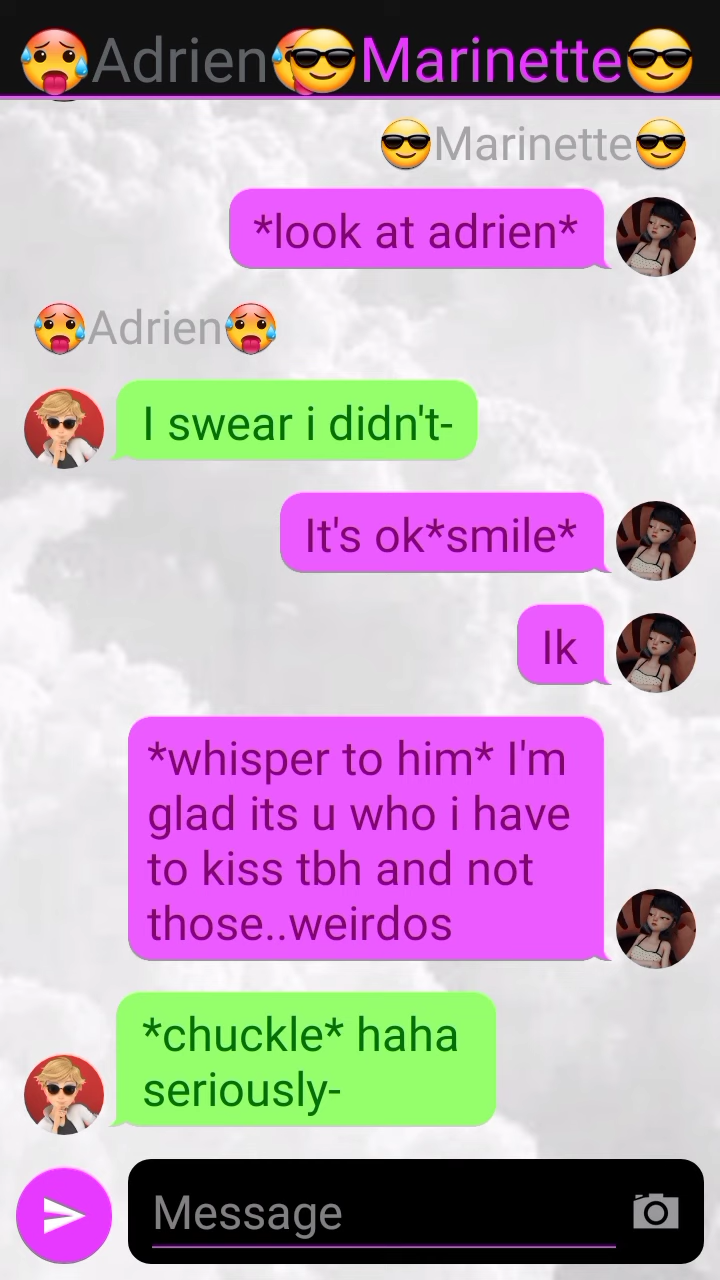 🥵Adrien🥵😎Marinette😎
😎Marinette😎
*look at adrien*
🥵Adrien🥵
I swear i didn't-
It's ok*smile*
Ik
*whisper to him* I'm
glad its u who i have
to kiss tbh and not
those..weirdos
*chuckle* haha
seriously-
Message